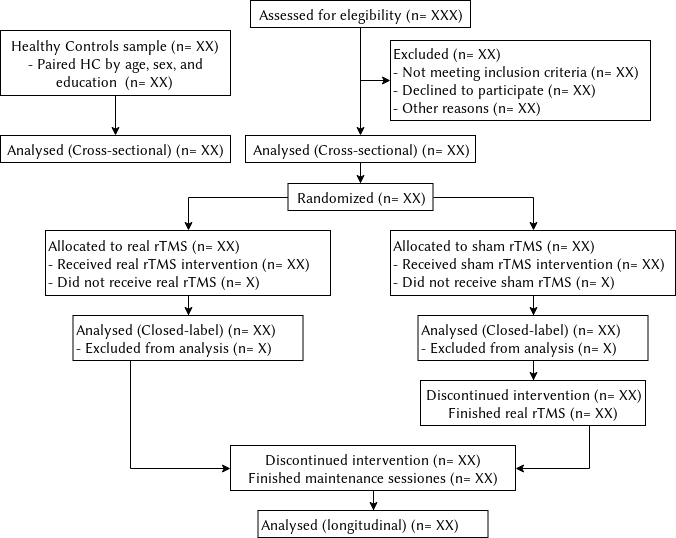 Assessed for elegibility (n= XXX)
Healthy Controls sample (n= XX)
- Paired HC by age, sex, and
education (n= XX)
Excluded (n= XX)
- Not meeting inclusion criteria (n= XX)
- Declined to participate (n= XX)
- Other reasons (n= XX)
Analysed (Cross-sectional) (n= XX)
Analysed (Cross-sectional) (n= XX)
Randomized (n= XX)
Allocated to real rTMS (n= XX)
- Received real rTMS intervention (n= XX)
- Did not receive real rTMS (n= X)
Allocated to sham rTMS (n= XX)
- Received sham rTMS intervention (n= XX)
- Did not receive sham rTMS (n= X)
Analysed (Closed-label) (n= XX)
- Excluded from analysis (n= X)
Analysed (Closed-label) (n= XX)
- Excluded from analysis (n= X)
Discontinued intervention (n= XX)
Finished real rTMS (n= XX)
Discontinued intervention (n= XX)
Finished maintenance sessiones (n= XX)
Analysed (longitudinal) (n= XX)